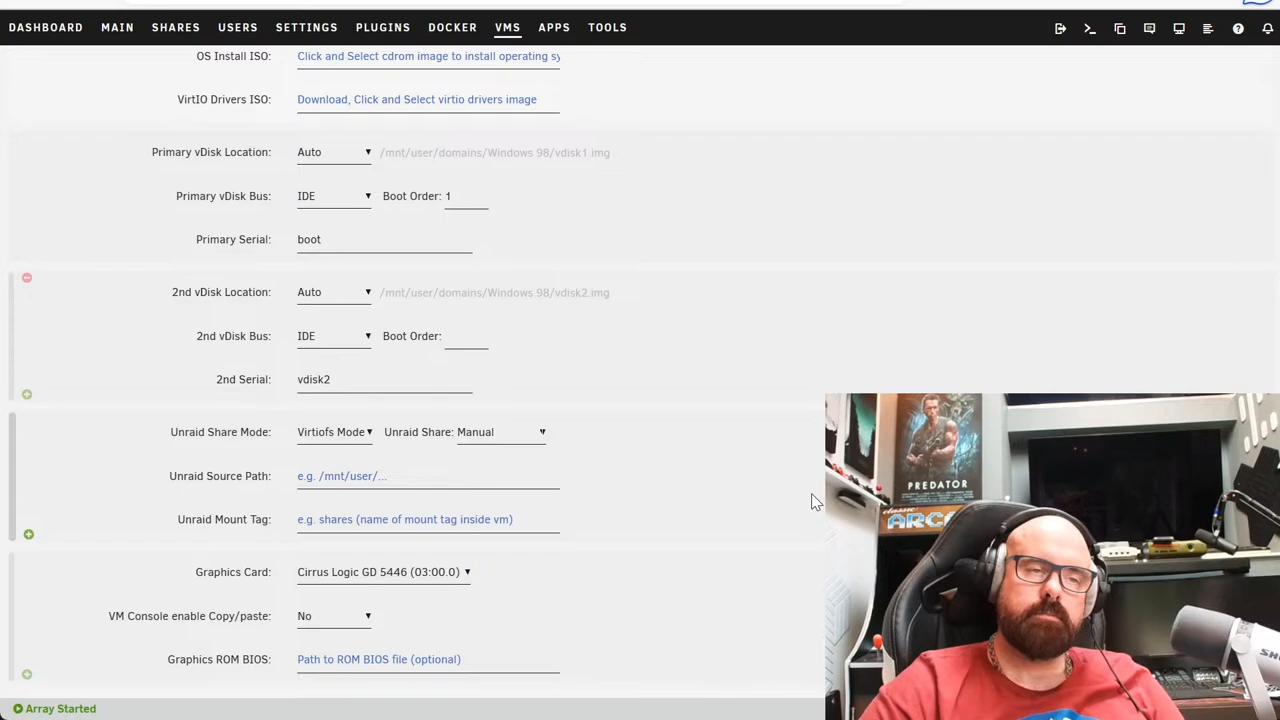 DASHBOARD MAIN SHARES USERS SETTINGS PLUGINS DOCKER VMS APPS TOOLS
OS Install ISO: Click and Select cdrom image to install operating sy
VirtIO Drivers ISO: Download, Click and Select virtio drivers image
Primary vDisk Location: Auto /mnt/user/domains/Windows 98/vdisk1.img
Primary vDisk Bus: IDE Boot Order: 1
Primary Serial: boot
2nd vDisk Location: Auto /mnt/user/domains/Windows 98/vdisk2.img
2nd vDisk Bus: IDE Boot Order:
2nd Serial: vdisk2
Unraid Share Mode: Virtiofs Mode Unraid Share: Manual
Unraid Source Path: e.g. /mnt/user/...
Unraid Mount Tag: e.g. shares (name of mount tag inside vm)
Graphics Card: Cirrus Logic GD 5446 (03:00.0)
VM Console enable Copy/paste: No
Graphics ROM BIOS: Path to ROM BIOS file (optional)
Array Started
PREDATOR
classic
ARC